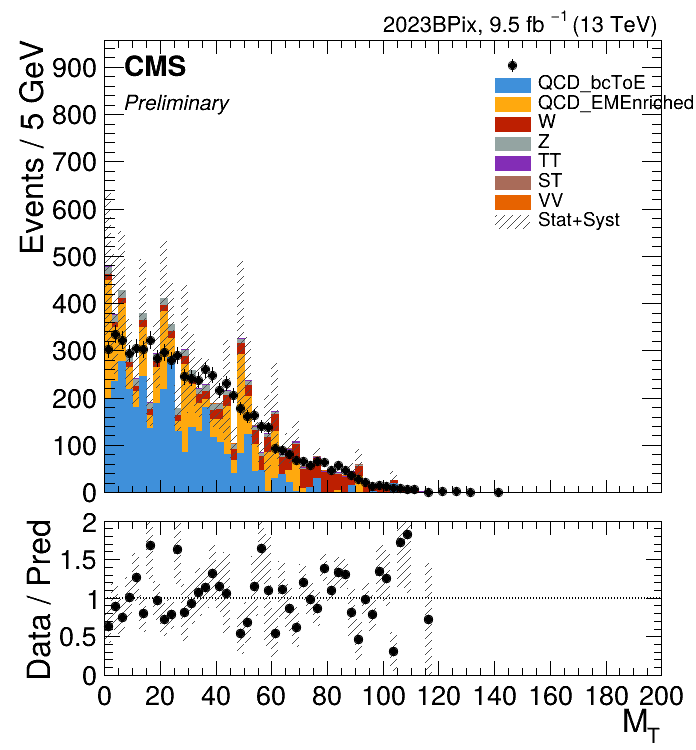 2023BPix, 9.5 fb⁻¹ (13 TeV)
Events / 5 GeV
CMS
Preliminary
QCD_bcToE
QCD_EMEnriched
W
Z
TT
ST
VV
Stat+Syst
900
800
700
600
500
400
300
200
100
0
Data / Pred
2
1.5
1
0.5
0
0 20 40 60 80 100 120 140 160 180 200
M_T